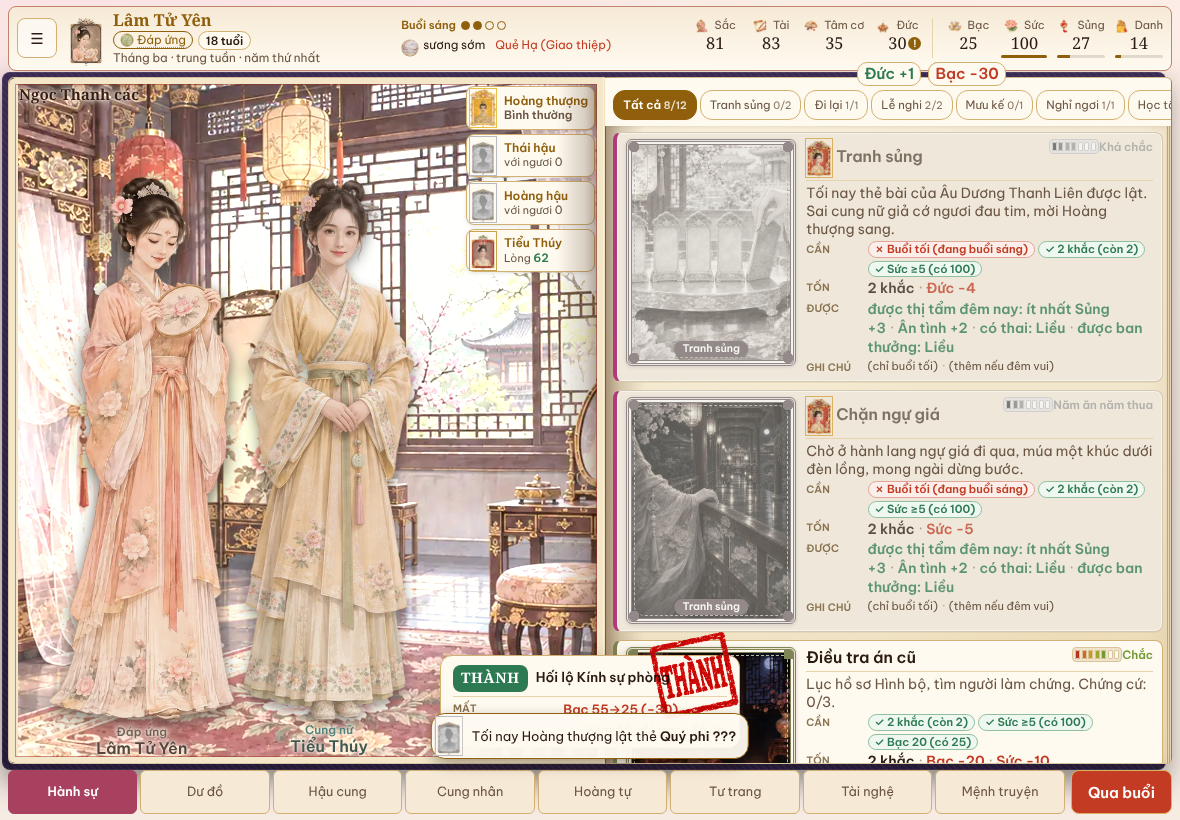 ☰
Lâm Tử Yên
Đáp ứng
18 tuổi
Tháng ba · trung tuần · năm thứ nhất
Buổi sáng
sương sớm Quẻ Hạ (Giao thiệp)
Sắc 81
Tài 83
Tâm cơ 35
Đức 30
Bạc 25
Sức 100
Sủng 27
Danh 14
Đức +1
Bạc -30
Ngọc Thanh các
Hoàng thượng
Bình thường
Thái hậu
với ngươi 0
Hoàng hậu
với ngươi 0
Tiểu Thúy
Lòng 62
Đáp ứng
Lâm Tử Yên
Cung nữ
Tiểu Thúy
Tất cả 8/12
Tranh sủng 0/2
Đi lại 1/1
Lễ nghi 2/2
Mưu kế 0/1
Nghỉ ngơi 1/1
Học
Tranh sủng
Tranh sủng
Khá chắc
Tối nay thẻ bài của Âu Dương Thanh Liên được lật.
Sai cung nữ giả cớ ngươi đau tim, mời Hoàng
thượng sang.
CẦN × Buổi tối (đang buổi sáng) ✓ 2 khắc (còn 2)
✓ Sức ≥5 (có 100)
TỐN 2 khắc · Đức -4
ĐƯỢC được thị tẩm đêm nay: ít nhất Sủng
+3 · Ân tình +2 · có thai: Liều · được ban
thưởng: Liều
GHI CHÚ (chỉ buổi tối) · (thêm nếu đêm vui)
Tranh sủng
Chặn ngự giá
Năm ăn năm thua
Chờ ở hành lang ngự giá đi qua, múa một khúc dưới
đèn lồng, mong ngài dừng bước.
CẦN × Buổi tối (đang buổi sáng) ✓ 2 khắc (còn 2)
✓ Sức ≥5 (có 100)
TỐN 2 khắc · Sức -5
ĐƯỢC được thị tẩm đêm nay: ít nhất Sủng
+3 · Ân tình +2 · có thai: Liều · được ban
thưởng: Liều
GHI CHÚ (chỉ buổi tối) · (thêm nếu đêm vui)
Điều tra án cũ
Chắc
Lục hồ sơ Hình bộ, tìm người làm chứng. Chứng cứ:
0/3.
CẦN ✓ 2 khắc (còn 2) ✓ Sức ≥5 (có 100)
✓ Bạc 20 (có 25)
TỐN 2 khắc · Bạc -20 · Sức -10
THÀNH Hối lộ Kính sự phòng
THÀNH!
MẤT Bạc 55→25 (-30)
Tối nay Hoàng thượng lật thẻ Quý phi ???
Hành sự
Dư đồ
Hậu cung
Cung nhân
Hoàng tự
Tư trang
Tài nghệ
Mệnh truyện
Qua buổi